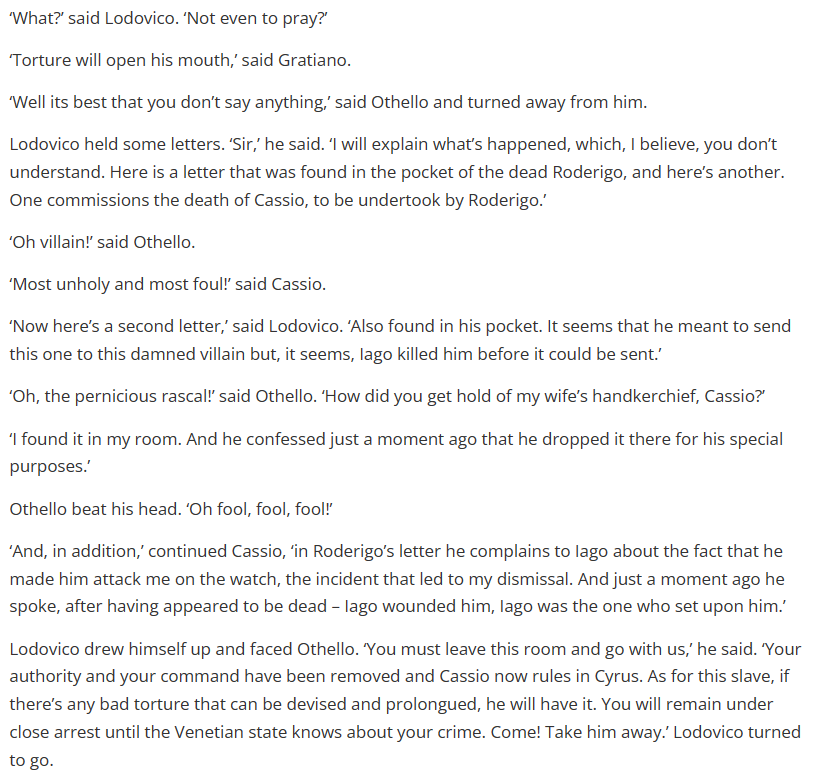 ‘What?’ said Lodovico. ‘Not even to pray?’
‘Torture will open his mouth,’ said Gratiano.
‘Well its best that you don’t say anything,’ said Othello and turned away from him.
Lodovico held some letters. ‘Sir,’ he said. ‘I will explain what’s happened, which, I believe, you don’t
understand. Here is a letter that was found in the pocket of the dead Roderigo, and here’s another.
One commissions the death of Cassio, to be undertook by Roderigo.’
‘Oh villain!’ said Othello.
‘Most unholy and most foul!’ said Cassio.
‘Now here’s a second letter,’ said Lodovico. ‘Also found in his pocket. It seems that he meant to send
this one to this damned villain but, it seems, Iago killed him before it could be sent.’
‘Oh, the pernicious rascal!’ said Othello. ‘How did you get hold of my wife’s handkerchief, Cassio?’
‘I found it in my room. And he confessed just a moment ago that he dropped it there for his special
purposes.’
Othello beat his head. ‘Oh fool, fool, fool!’
‘And, in addition,’ continued Cassio, ‘in Roderigo’s letter he complains to Iago about the fact that he
made him attack me on the watch, the incident that led to my dismissal. And just a moment ago he
spoke, after having appeared to be dead – Iago wounded him, Iago was the one who set upon him.’
Lodovico drew himself up and faced Othello. ‘You must leave this room and go with us,’ he said. ‘Your
authority and your command have been removed and Cassio now rules in Cyrus. As for this slave, if
there’s any bad torture that can be devised and prolongued, he will have it. You will remain under
close arrest until the Venetian state knows about your crime. Come! Take him away.’ Lodovico turned
to go.